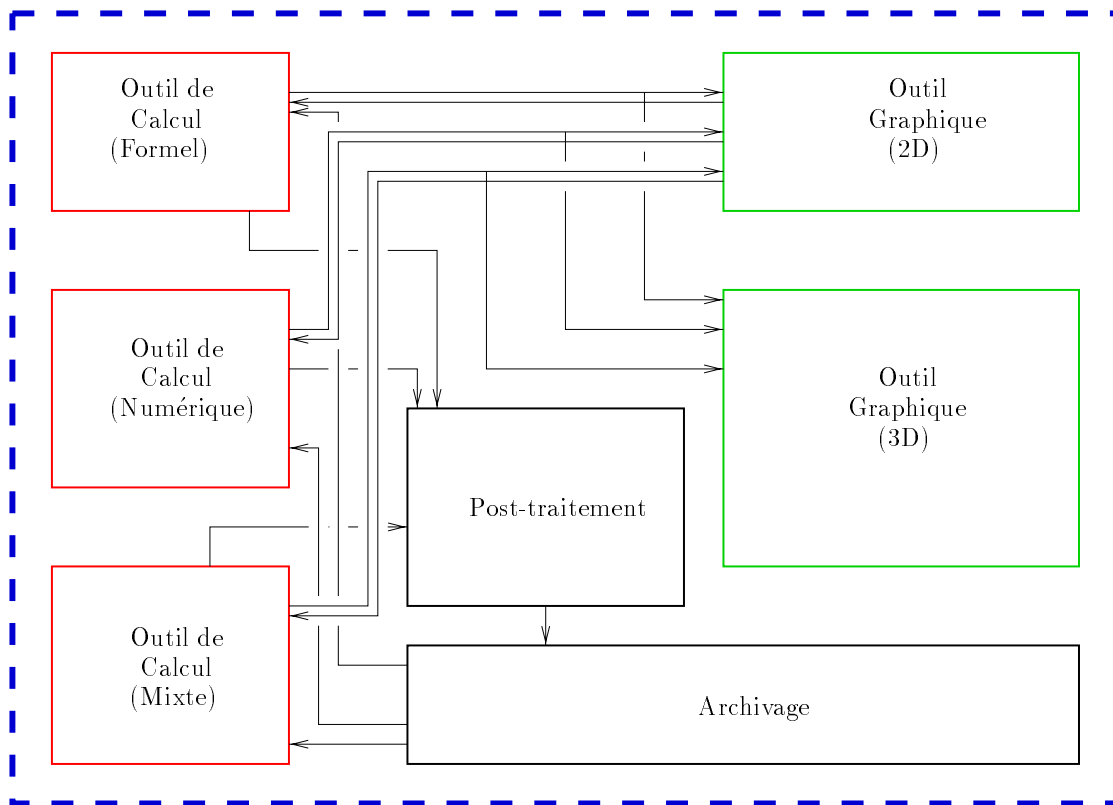 Outil de
Calcul
(Formel)
Outil
Graphique
(2D)
Outil de
Calcul
(Numérique)
Outil
Graphique
(3D)
Post-traitement
Outil de
Calcul
(Mixte)
Archivage